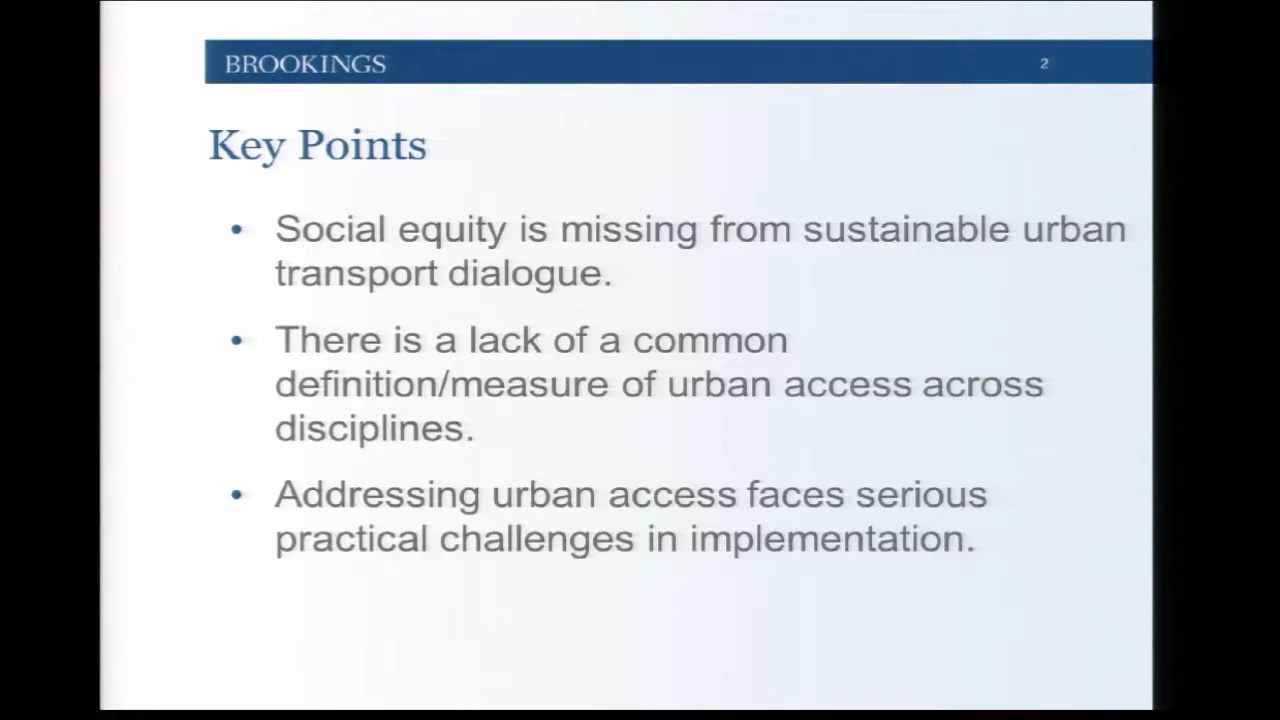 BROOKINGS 2
Key Points
• Social equity is missing from sustainable urban
transport dialogue.
• There is a lack of a common
definition/measure of urban access across
disciplines.
• Addressing urban access faces serious
practical challenges in implementation.